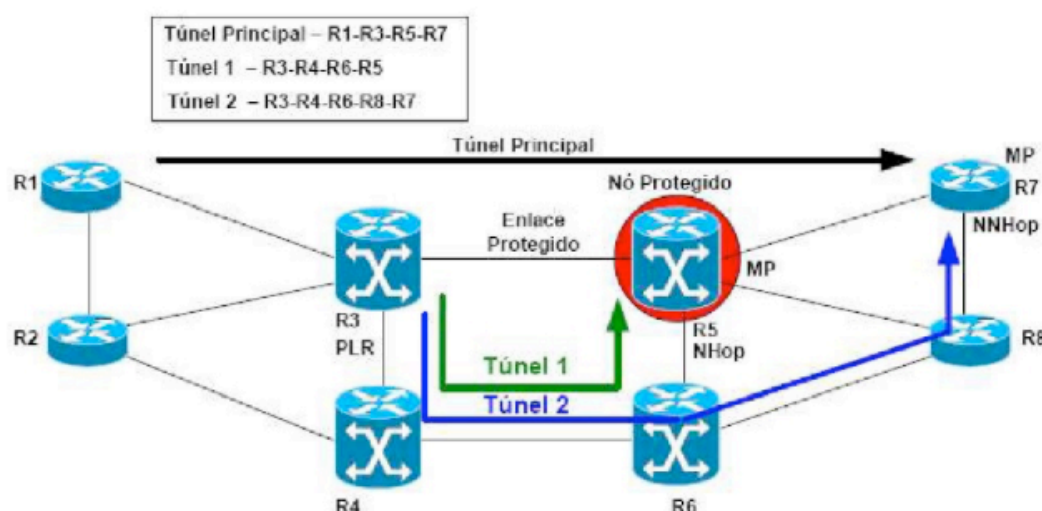 Túnel Principal – R1-R3-R5-R7
Túnel 1 – R3-R4-R6-R5
Túnel 2 – R3-R4-R6-R8-R7
Túnel Principal
R1
Nó Protegido
MP
R7
NNHop
Enlace
Protegido
MP
R2
R3
PLR
R5
NHop
R8
Túnel 1
Túnel 2
R4
R6